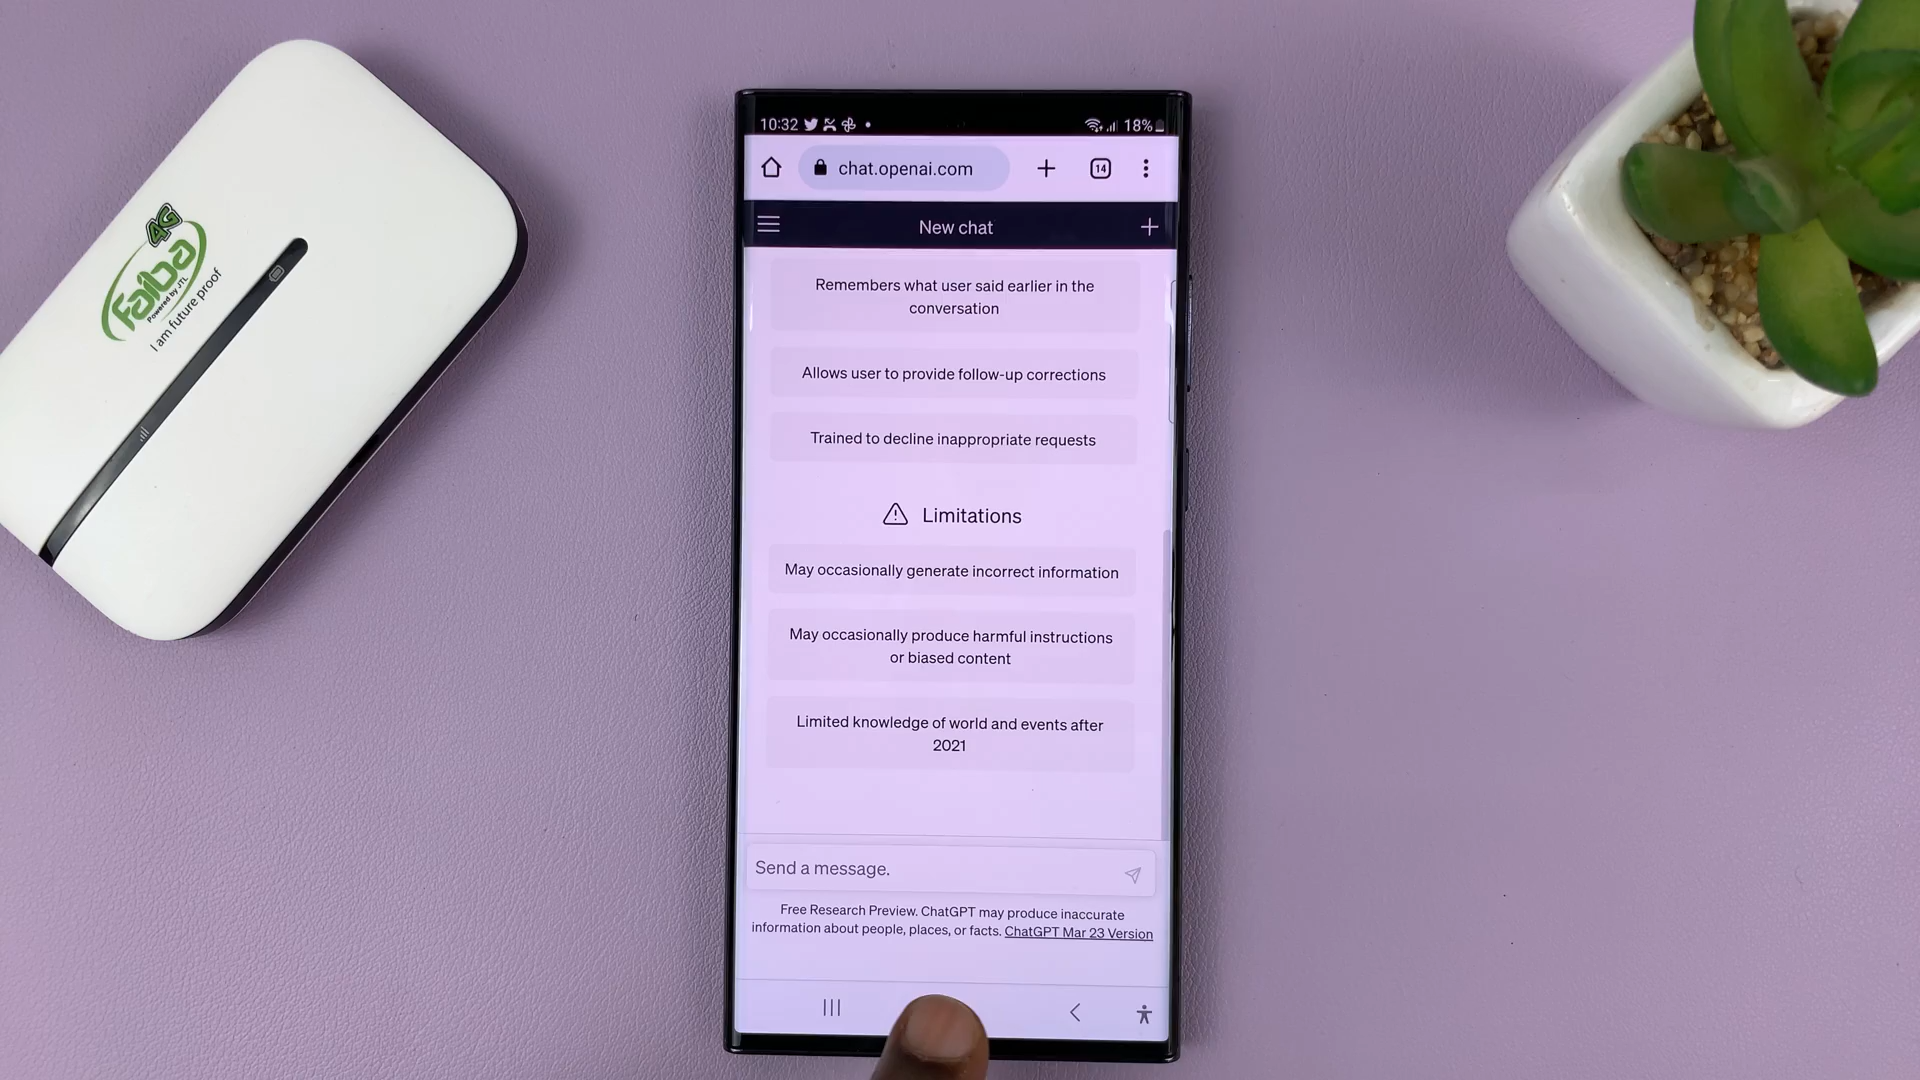 4G
Faiba
Powered by JTL
I am future proof
10:32
18%
chat.openai.com
14
New chat
Remembers what user said earlier in the
conversation
Allows user to provide follow-up corrections
Trained to decline inappropriate requests
Limitations
May occasionally generate incorrect information
May occasionally produce harmful instructions
or biased content
Limited knowledge of world and events after
2021
Send a message.
Free Research Preview. ChatGPT may produce inaccurate
information about people, places, or facts. ChatGPT Mar 23 Version